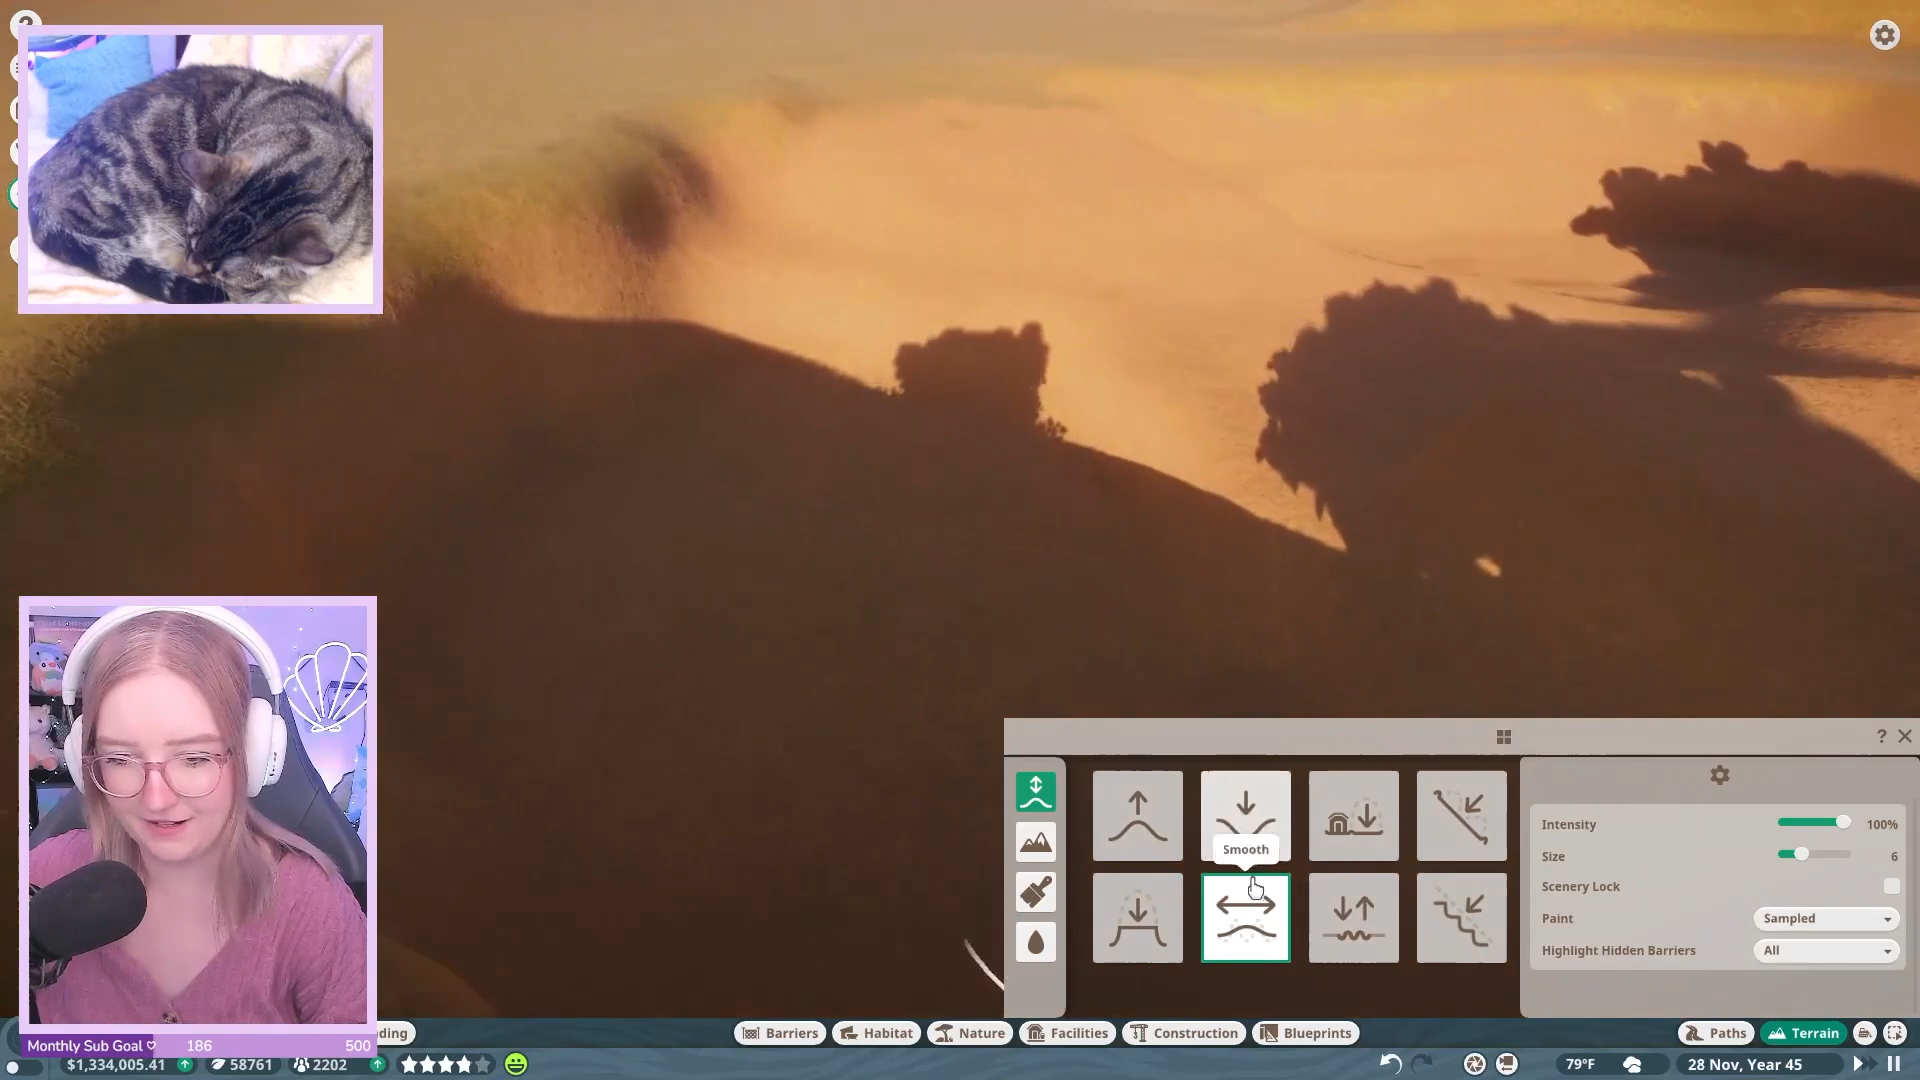 Smooth
?
Intensity 100%
Size 6
Scenery Lock
Paint Sampled
Highlight Hidden Barriers All
ding
Barriers Habitat Nature Facilities Construction Blueprints
Paths Terrain
Monthly Sub Goal ♡ 186 500
$1,334,005.41 58761 2202
79°F 28 Nov, Year 45